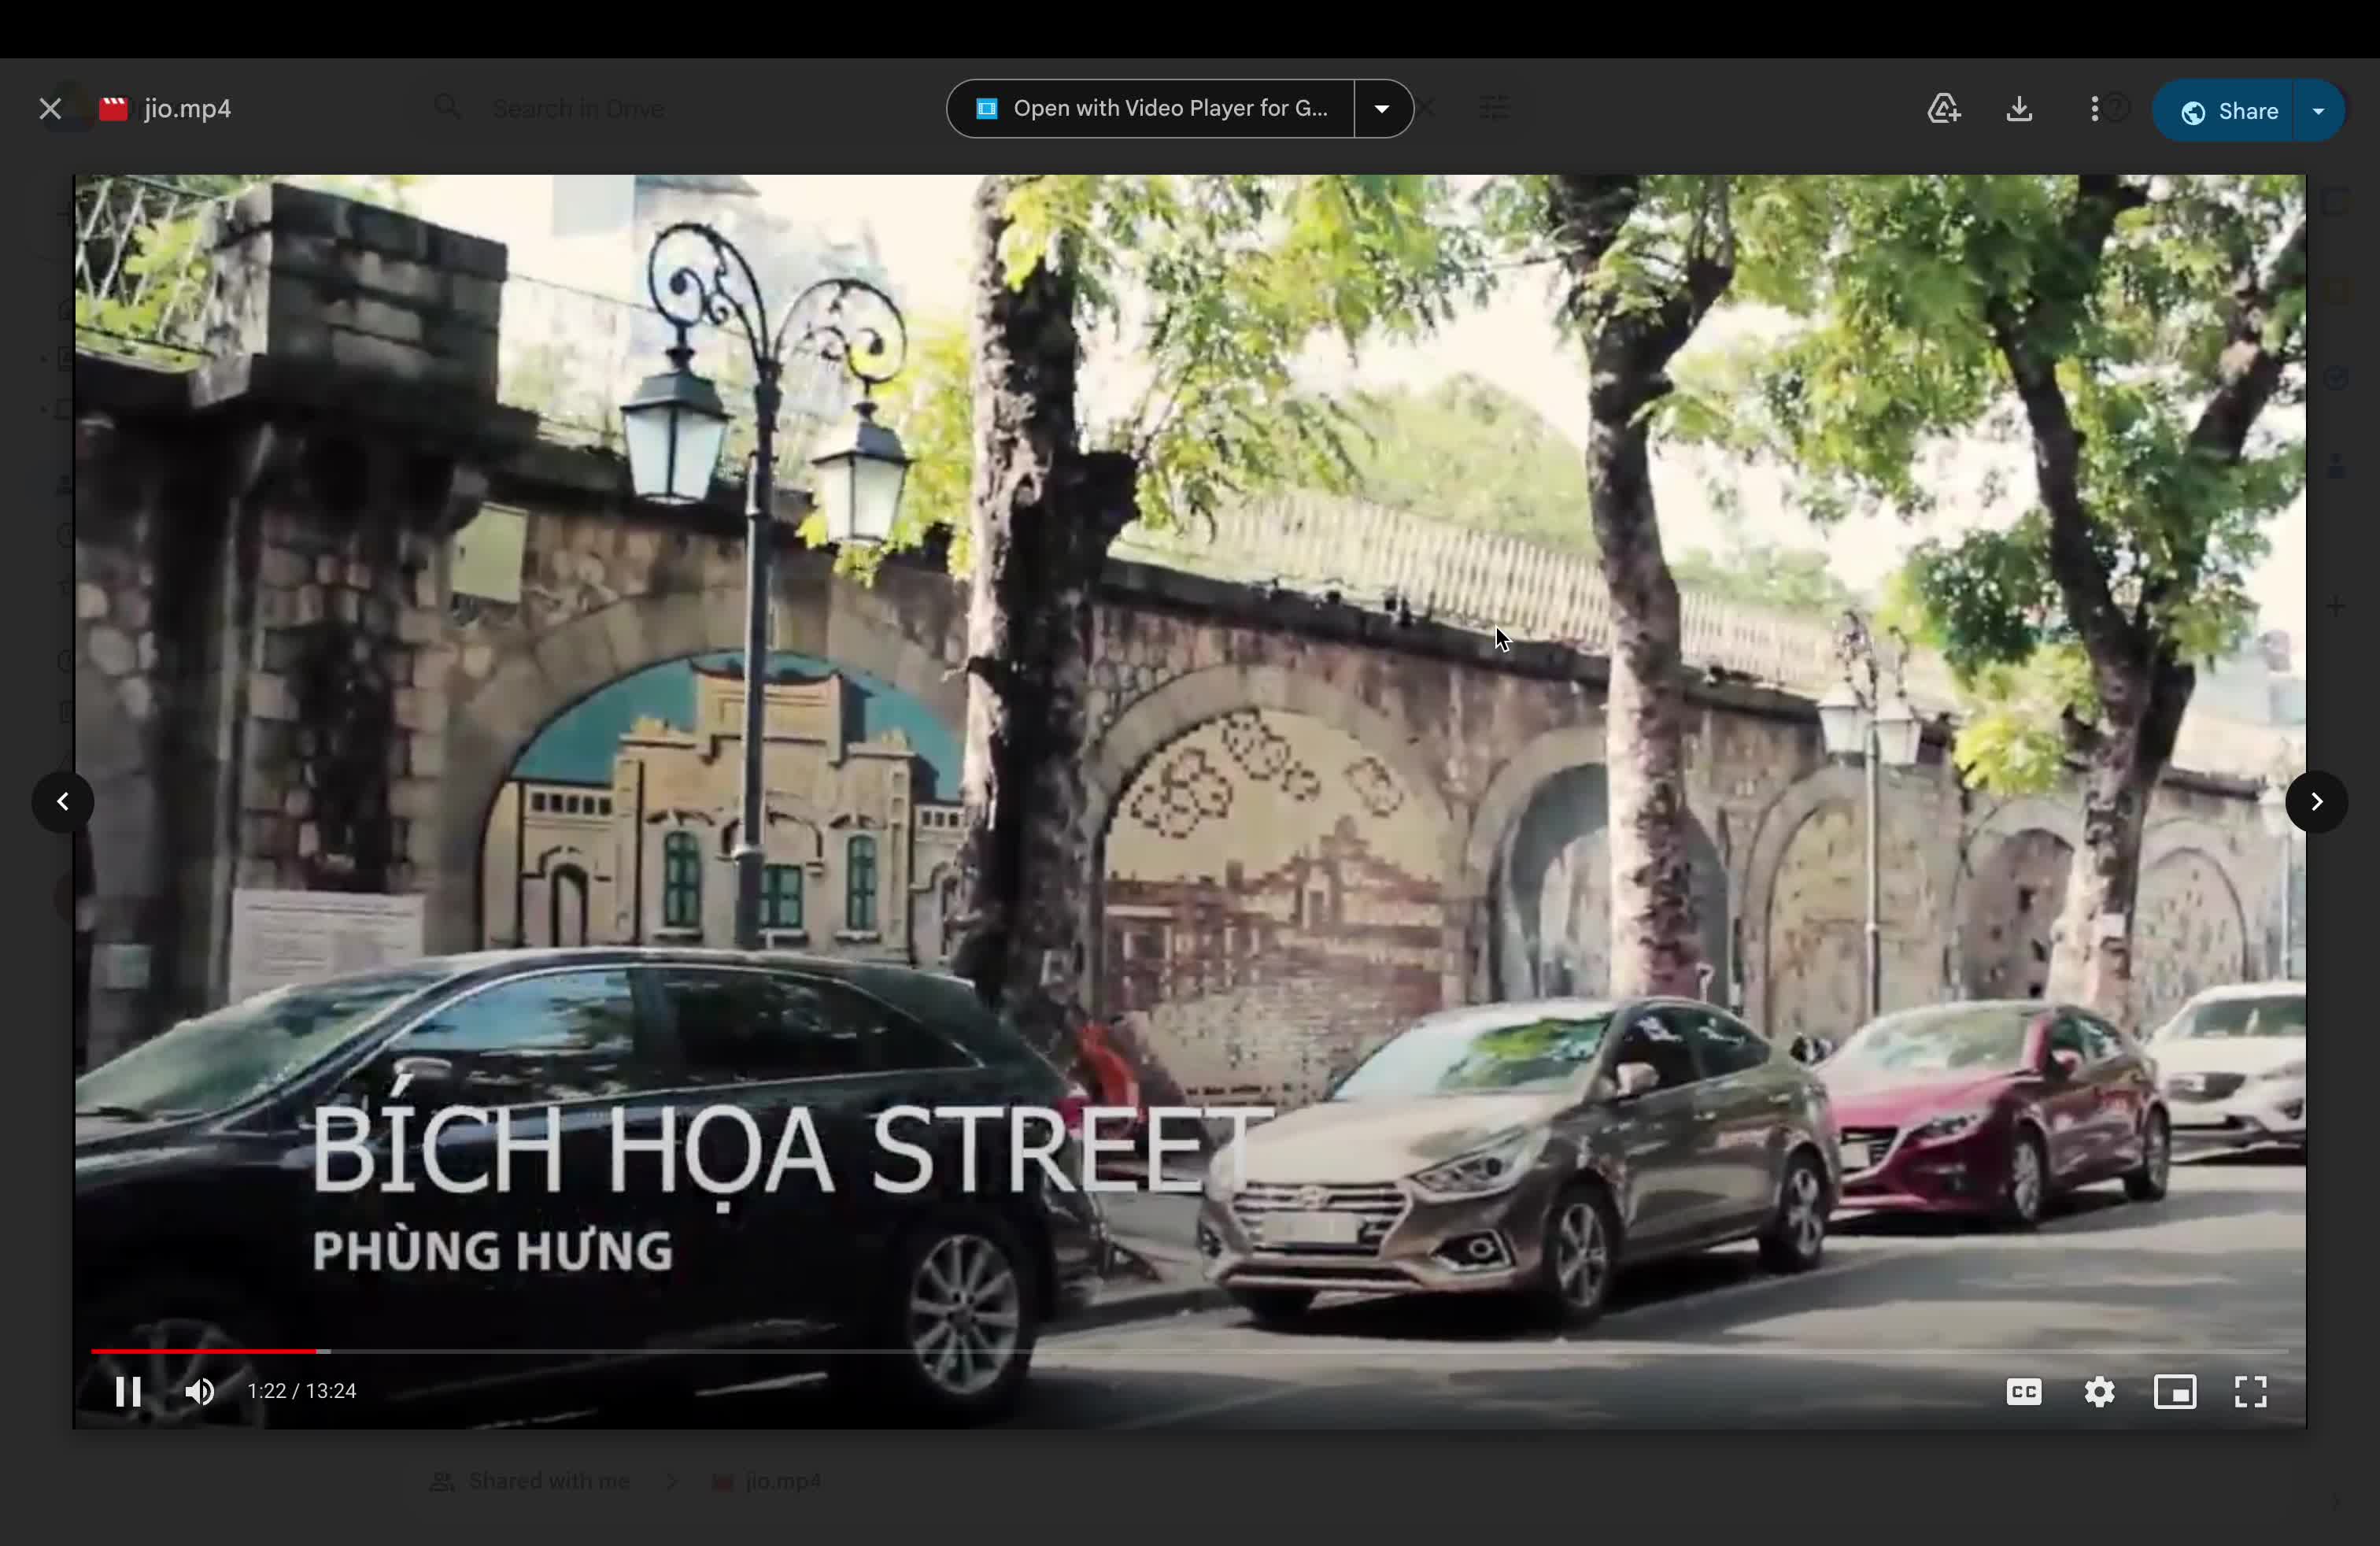 jio.mp4
Search in Drive
Open with Video Player for G...
Share
BÍCH HỌA STREET
PHÙNG HƯNG
1:22 / 13:24
CC
Shared with me
jio.mp4